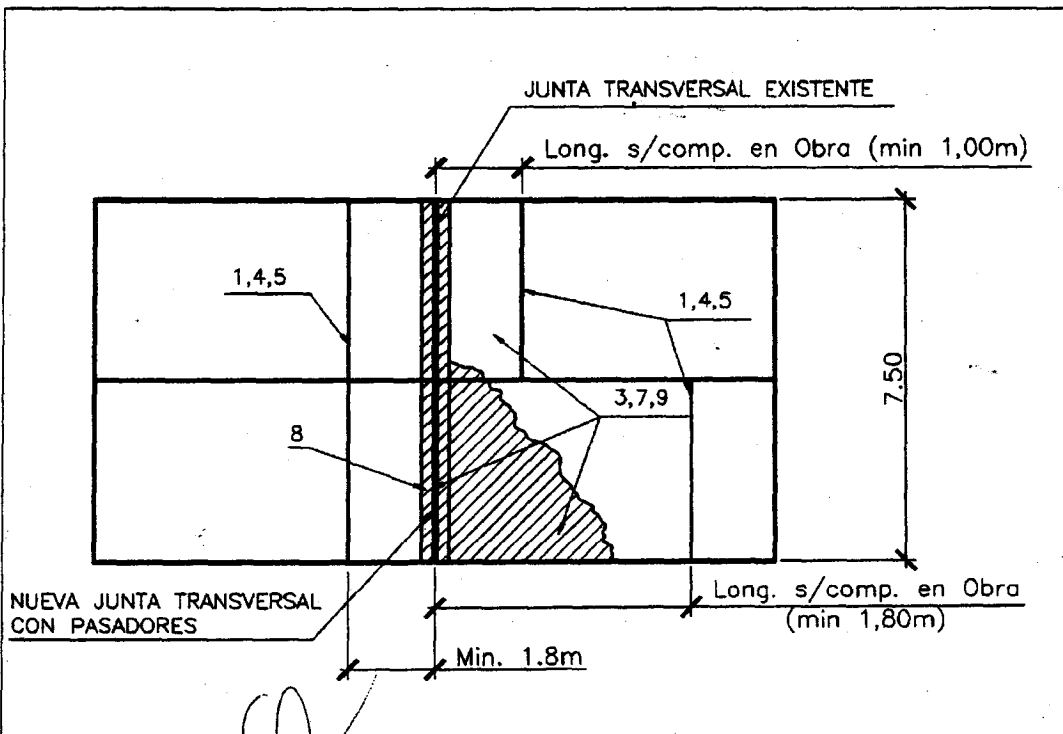 JUNTA TRANSVERSAL EXISTENTE
Long. s/comp. en Obra (min 1,00m)
1,4,5
1,4,5
7.50
3,7,9
8
NUEVA JUNTA TRANSVERSAL
CON PASADORES
Long. s/comp. en Obra
(min 1,80m)
Min. 1.8m